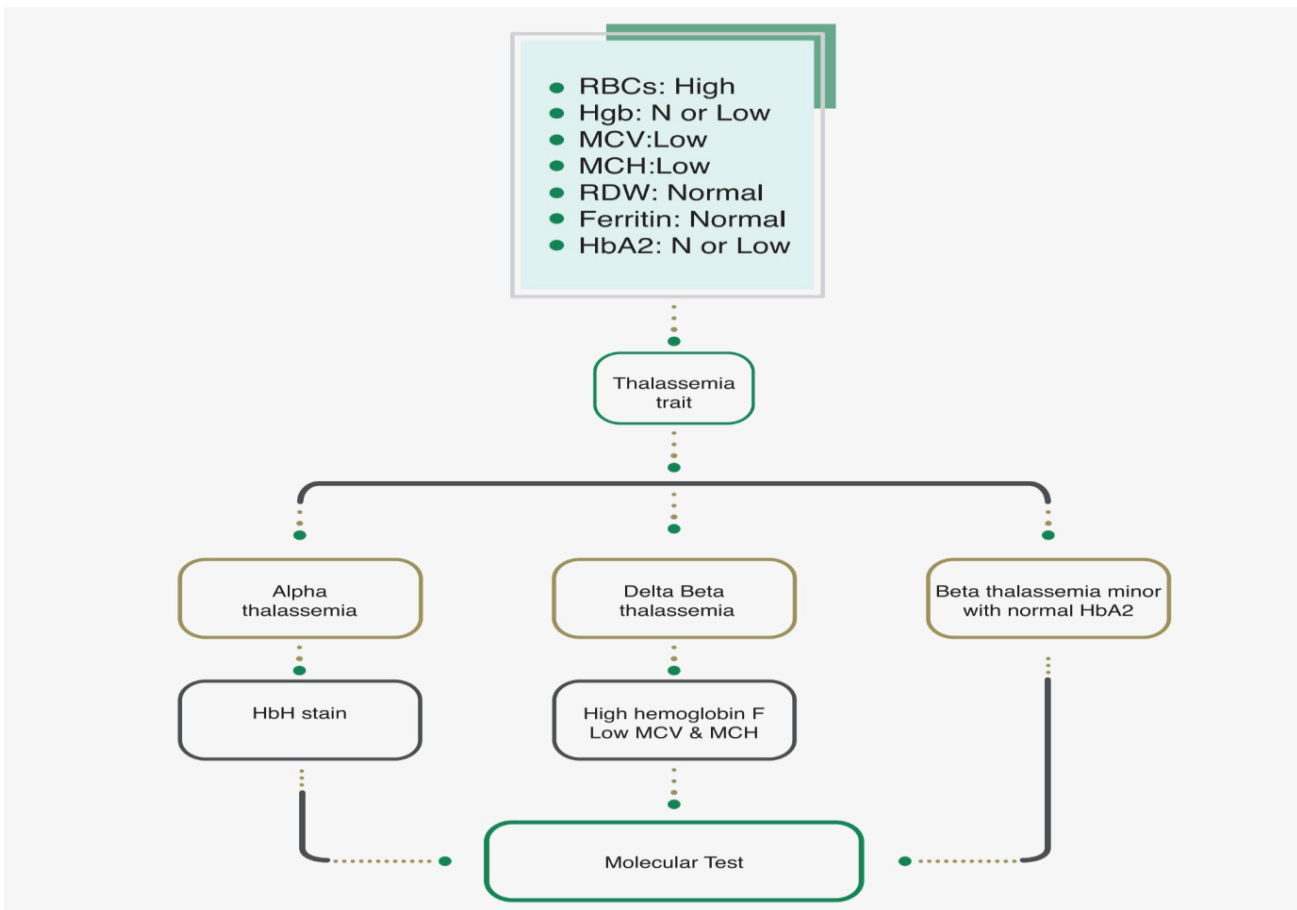 RBCs: High
Hgb: N or Low
MCV:Low
MCH:Low
RDW: Normal
Ferritin: Normal
HbA2: N or Low
Thalassemia
trait
Alpha
thalassemia
Delta Beta
thalassemia
Beta thalassemia minor
with normal HbA2
HbH stain
High hemoglobin F
Low MCV & MCH
Molecular Test